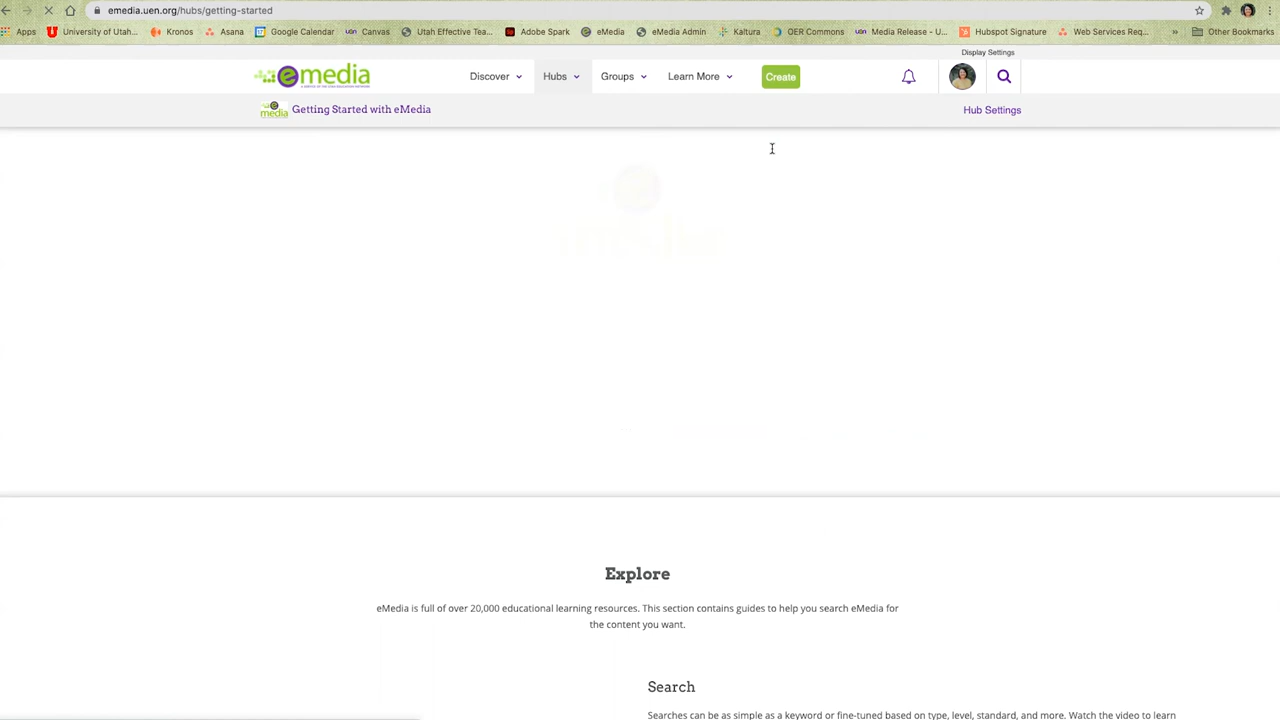 emedia.uen.org/hubs/getting-started
Apps University of Utah... Kronos Asana Google Calendar Canvas Utah Effective Tea... Adobe Spark eMedia eMedia Admin Kaltura OER Commons Media Release - U... Hubspot Signature Web Services Req... » Other Bookmarks
Display Settings
emedia Discover Hubs Groups Learn More Create
Getting Started with eMedia Hub Settings
Explore
eMedia is full of over 20,000 educational learning resources. This section contains guides to help you search eMedia for
the content you want.
Search
Searches can be as simple as a keyword or fine-tuned based on type, level, standard, and more. Watch the video to learn